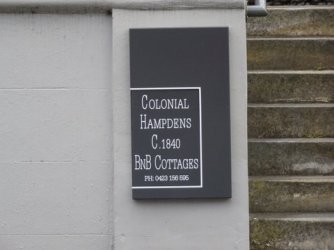 Colonial
Hampdens
C.1840
BnB Cottages
PH: 0423 156 695